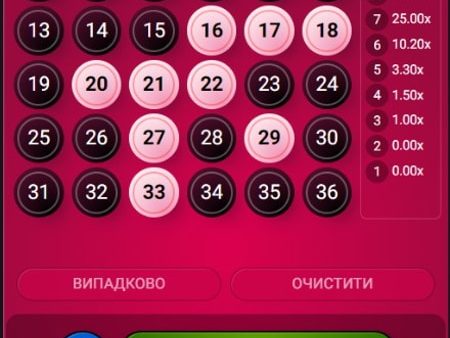 13 14 15 16 17 18
19 20 21 22 23 24
25 26 27 28 29 30
31 32 33 34 35 36
7 25.00x
6 10.20x
5 3.30x
4 1.50x
3 1.00x
2 0.00x
1 0.00x
ВИПАДКОВО ОЧИСТИТИ